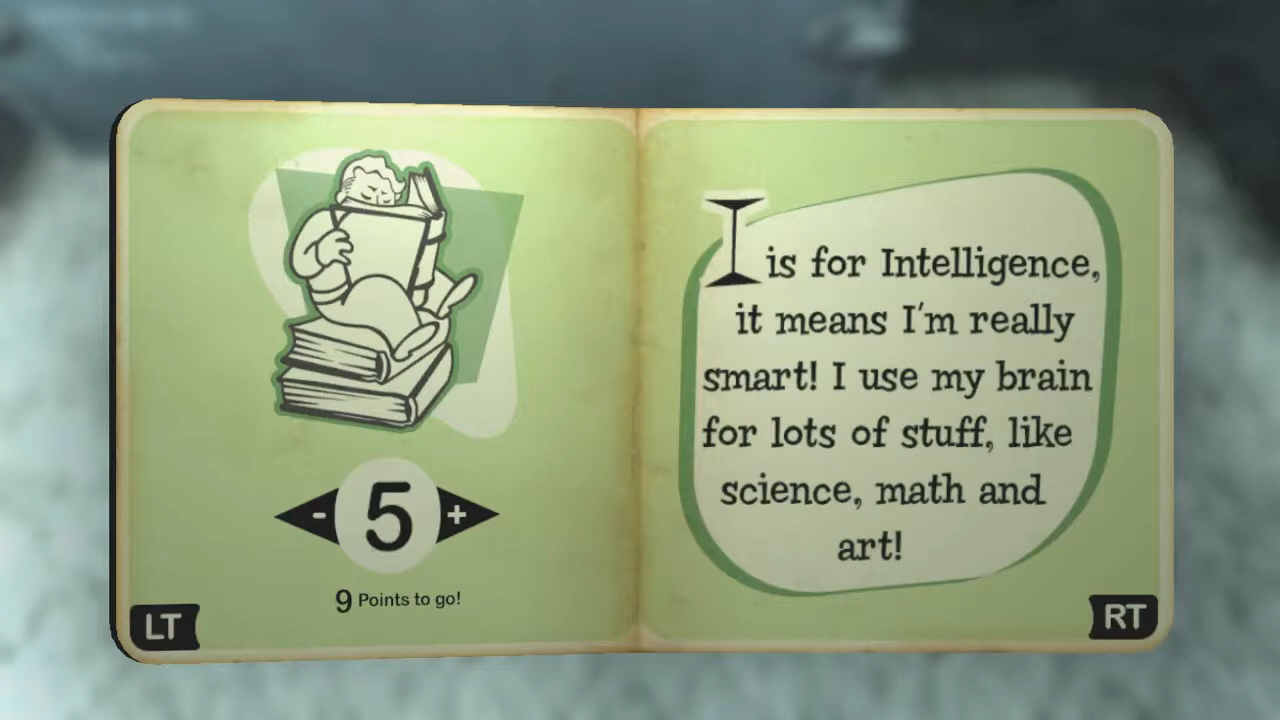 - 5 +
9 Points to go!
LT
I is for Intelligence,
it means I'm really
smart! I use my brain
for lots of stuff, like
science, math and
art!
RT